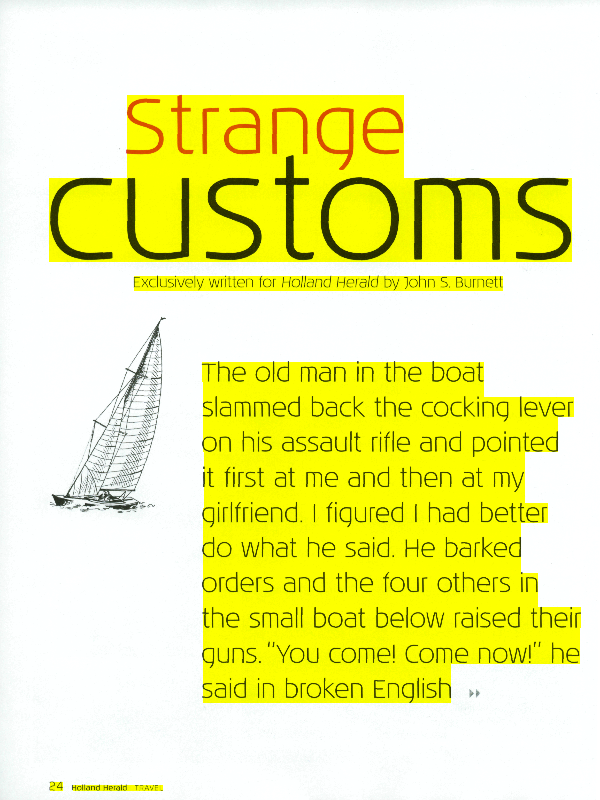 Strange
customs
Exclusively written for Holland Herald by John S. Burnett
The old man in the boat
slammed back the cocking lever
on his assault rifle and pointed
it first at me and then at my
girlfriend. I figured I had better
do what he said. He barked
orders and the four others in
the small boat below raised their
guns. "You come! Come now!" he
said in broken English
24 Holland Herald TRAVEL